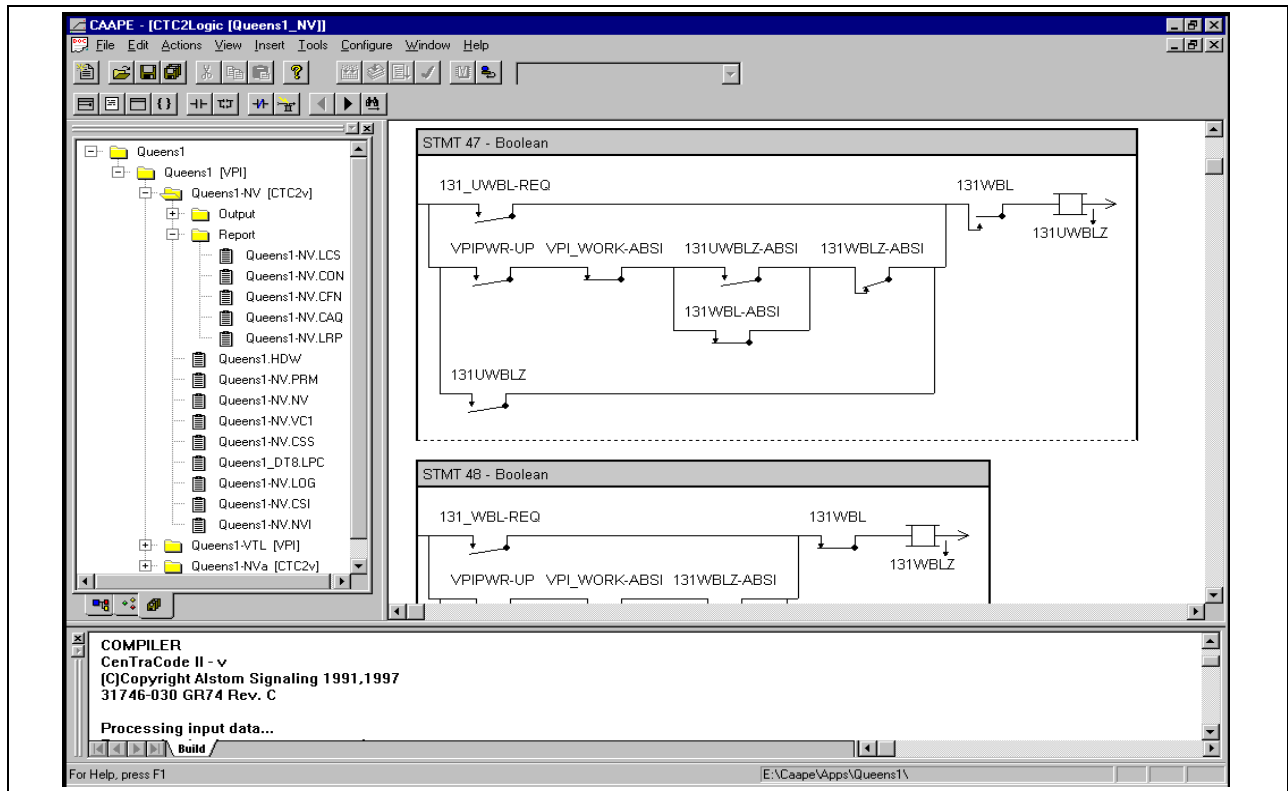 CAAPE - [CTC2Logic [Queens1_NV]]
File Edit Actions View Insert Tools Configure Window Help
Queens1
Queens1 [VPI]
Queens1-NV [CTC2v]
Output
Report
Queens1-NV.LCS
Queens1-NV.CON
Queens1-NV.CFN
Queens1-NV.CAQ
Queens1-NV.LRP
Queens1.HDW
Queens1-NV.PRM
Queens1-NV.NV
Queens1-NV.VC1
Queens1-NV.CSS
Queens1_DT8.LPC
Queens1-NV.LOG
Queens1-NV.CSI
Queens1-NV.NVI
Queens1-VTL [VPI]
Queens1-NVa [CTC2v]
STMT 47 - Boolean
131_UWBL-REQ 131WBL
131UWBLZ
VPIPWR-UP VPI_WORK-ABSI 131UWBLZ-ABSI 131WBLZ-ABSI
131WBL-ABSI
131UWBLZ
STMT 48 - Boolean
131_WBL-REQ 131WBL
131WBLZ
VPIPWR-UP VPI_WORK-ABSI 131WBLZ-ABSI
COMPILER
CenTraCode II - v
(C)Copyright Alstom Signaling 1991,1997
31746-030 GR74 Rev. C
Processing input data...
Build
For Help, press F1 E:\Caape\Apps\Queens1\